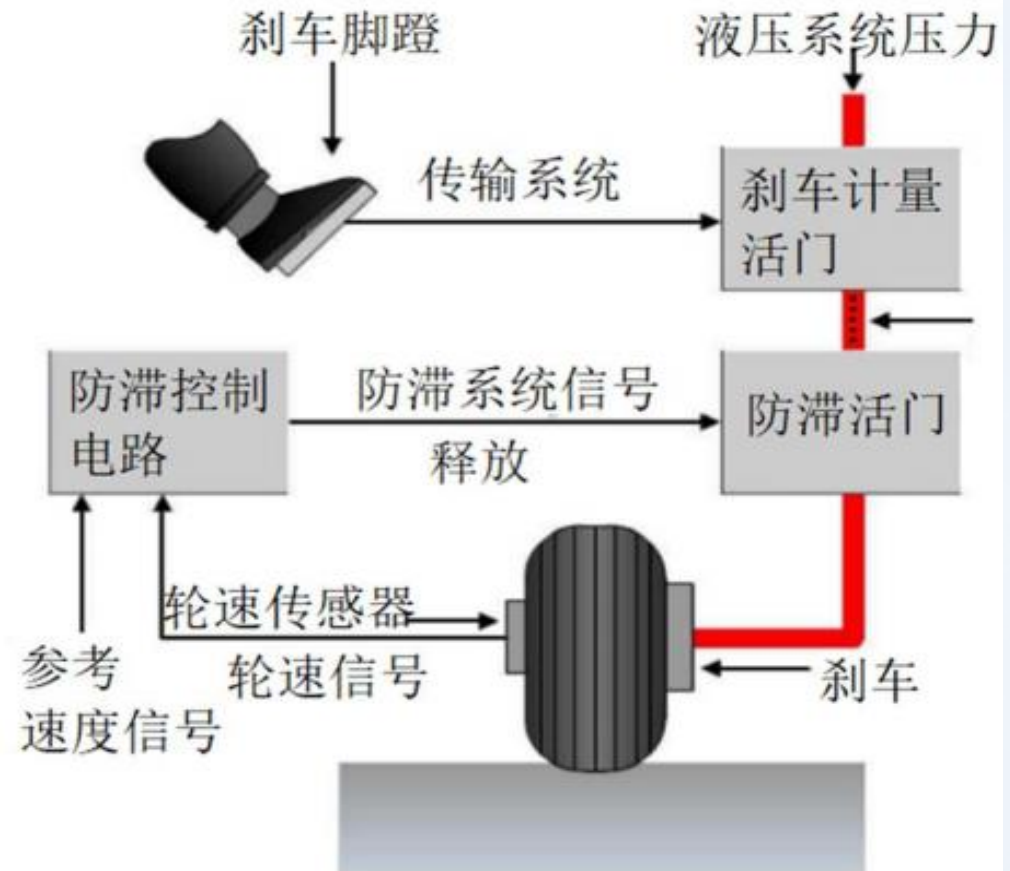 刹车脚蹬
液压系统压力
传输系统
刹车计量
活门
防滞控制
电路
防滞系统信号
释放
防滞活门
轮速传感器
轮速信号
参考
速度信号
刹车